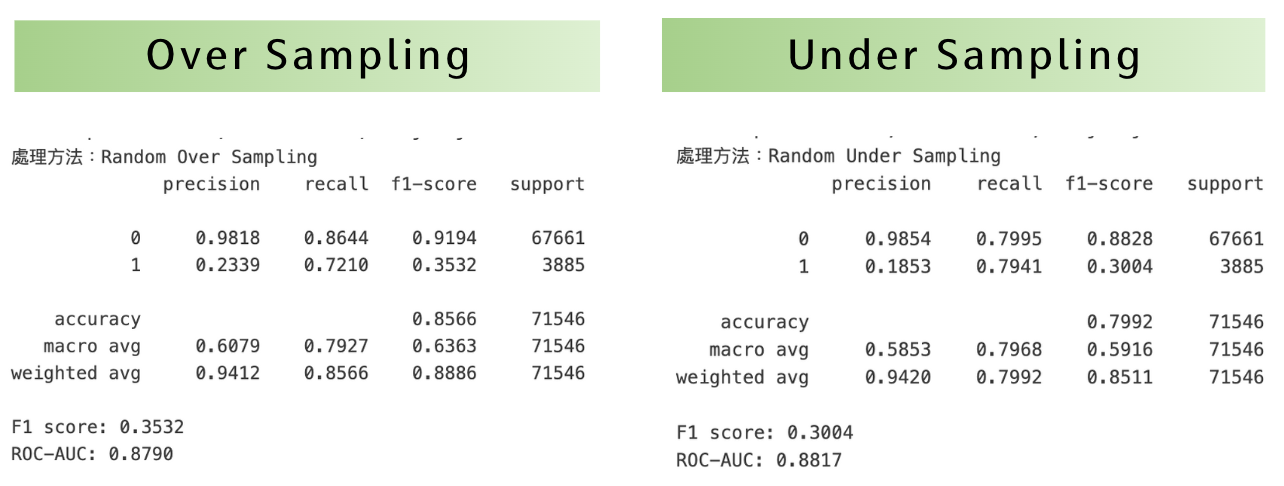 Over Sampling
處理方法：Random Over Sampling
precision recall f1-score support
0 0.9818 0.8644 0.9194 67661
1 0.2339 0.7210 0.3532 3885
accuracy 0.8566 71546
macro avg 0.6079 0.7927 0.6363 71546
weighted avg 0.9412 0.8566 0.8886 71546
F1 score: 0.3532
ROC-AUC: 0.8790
Under Sampling
處理方法：Random Under Sampling
precision recall f1-score support
0 0.9854 0.7995 0.8828 67661
1 0.1853 0.7941 0.3004 3885
accuracy 0.7992 71546
macro avg 0.5853 0.7968 0.5916 71546
weighted avg 0.9420 0.7992 0.8511 71546
F1 score: 0.3004
ROC-AUC: 0.8817